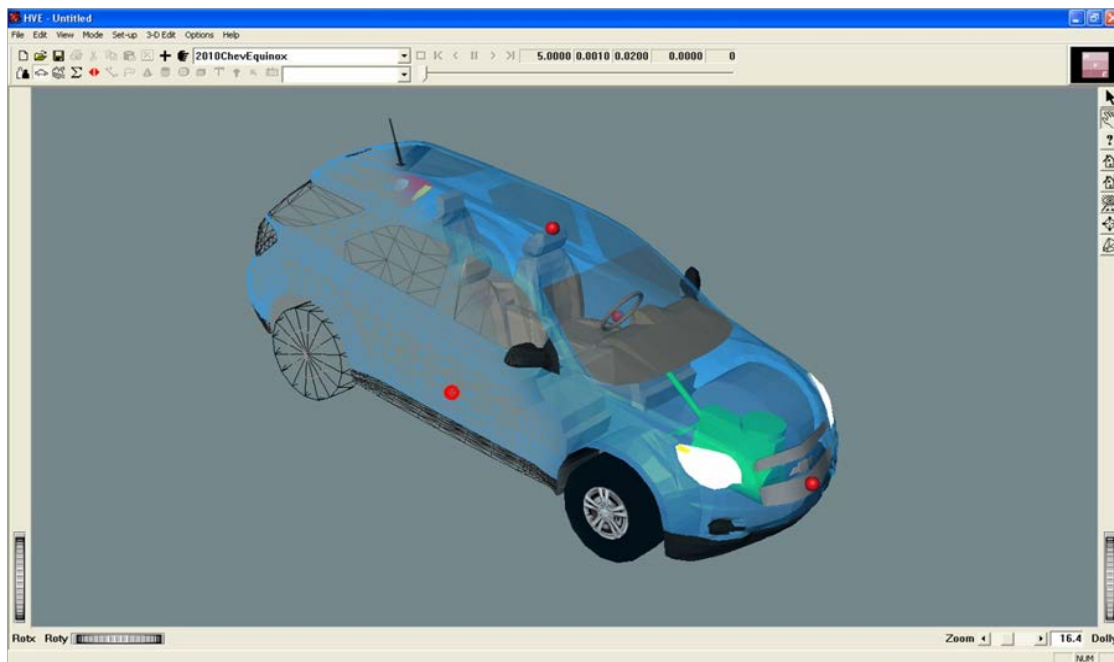 HVE - Untitled
File Edit View Mode Set-up 3-D Edit Options Help
2010ChevEquinox 5.0000 0.0010 0.0200 0.0000 0
Rotx Roty Zoom 16.4 Dolly
NUM